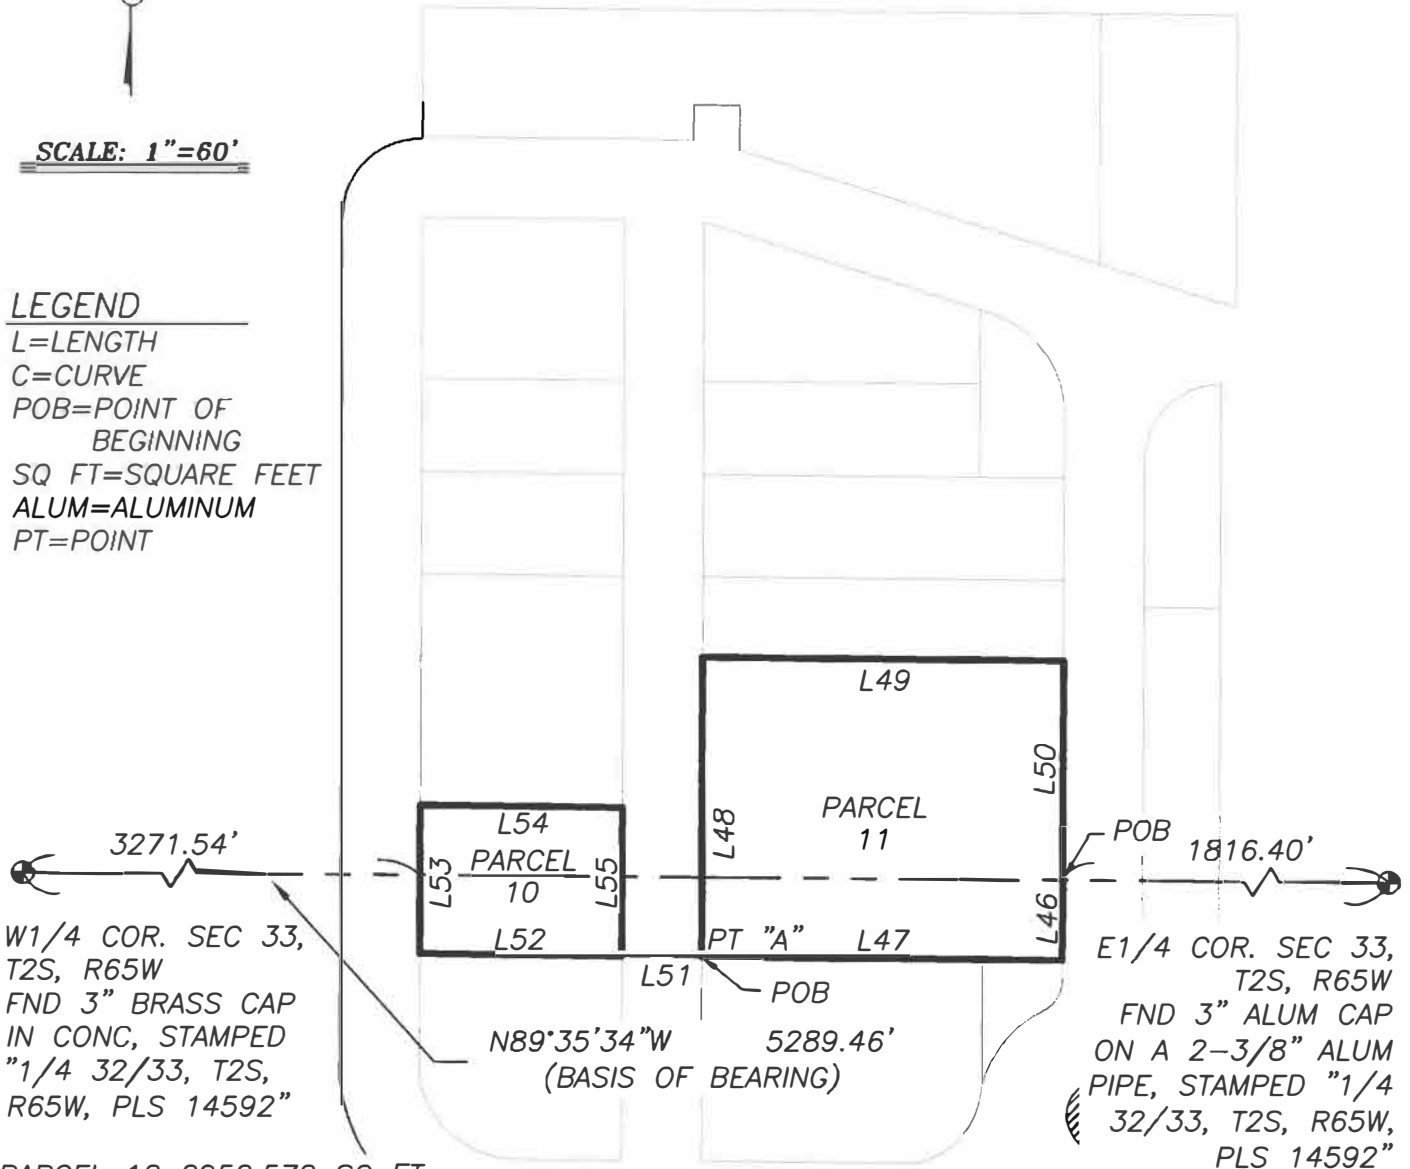 SCALE: 1"=60'
LEGEND
L=LENGTH
C=CURVE
POB=POINT OF
BEGINNING
SQ FT=SQUARE FEET
ALUM=ALUMINUM
PT=POINT
L49
L50
L48
PARCEL
11
L54
PARCEL
10
L53
L55
3271.54'
POB
1816.40'
L46
L52
PT "A"
L47
L51
POB
W1/4 COR. SEC 33,
T2S, R65W
FND 3" BRASS CAP
IN CONC, STAMPED
"1/4 32/33, T2S,
R65W, PLS 14592"
N89°35'34"W 5289.46'
(BASIS OF BEARING)
E1/4 COR. SEC 33,
T2S, R65W
FND 3" ALUM CAP
ON A 2-3/8" ALUM
PIPE, STAMPED "1/4
32/33, T2S, R65W,
PLS 14592"